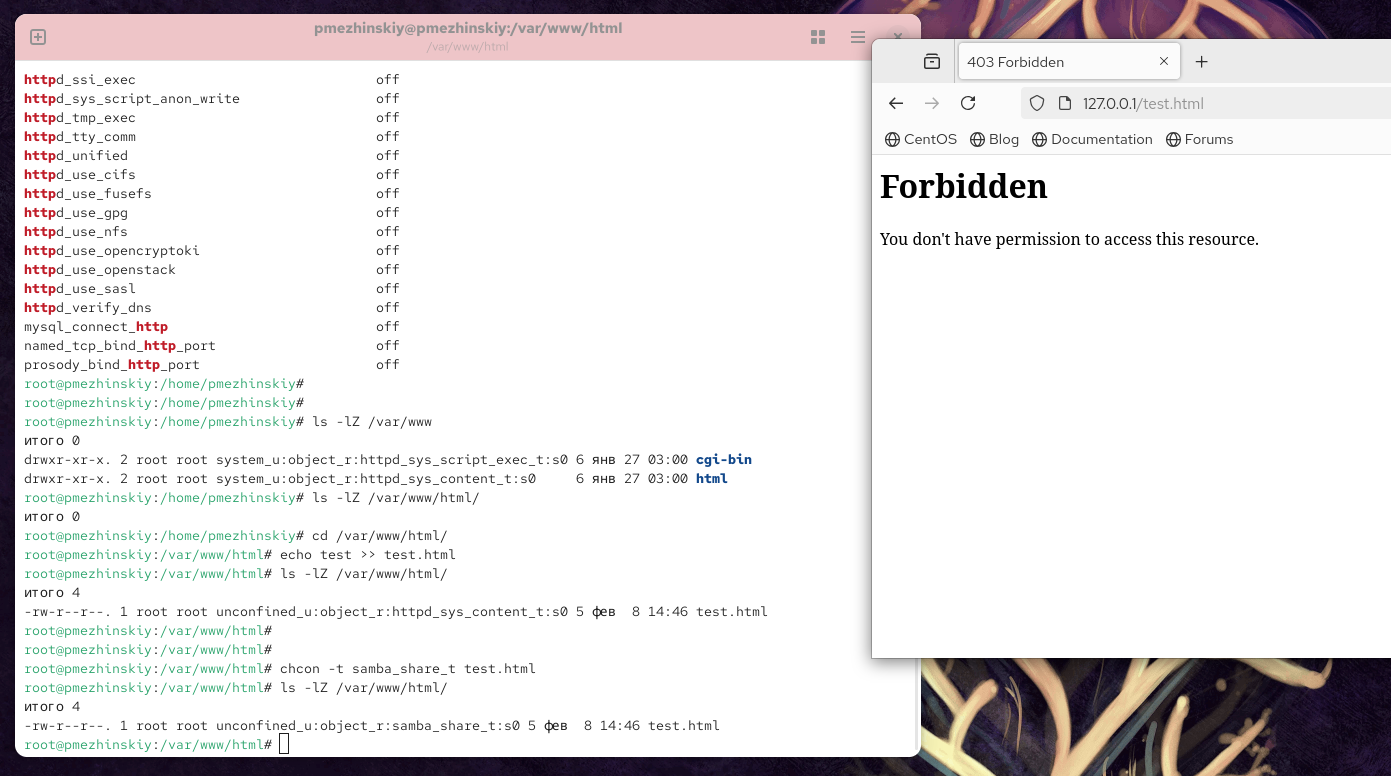 pmezhinskiy@pmezhinskiy:/var/www/html
/var/www/html
httpd_ssi_exec off
httpd_sys_script_anon_write off
httpd_tmp_exec off
httpd_tty_comm off
httpd_unified off
httpd_use_cifs off
httpd_use_fusefs off
httpd_use_gpg off
httpd_use_nfs off
httpd_use_opencryptoki off
httpd_use_openstack off
httpd_use_sasl off
httpd_verify_dns off
mysql_connect_http off
named_tcp_bind_http_port off
prosody_bind_http_port off
root@pmezhinskiy:/home/pmezhinskiy#
root@pmezhinskiy:/home/pmezhinskiy#
root@pmezhinskiy:/home/pmezhinskiy# ls -lZ /var/www
итого 0
drwxr-xr-x. 2 root root system_u:object_r:httpd_sys_script_exec_t:s0 6 янв 27 03:00 cgi-bin
drwxr-xr-x. 2 root root system_u:object_r:httpd_sys_content_t:s0 6 янв 27 03:00 html
root@pmezhinskiy:/home/pmezhinskiy# ls -lZ /var/www/html/
итого 0
root@pmezhinskiy:/home/pmezhinskiy# cd /var/www/html/
root@pmezhinskiy:/var/www/html# echo test >> test.html
root@pmezhinskiy:/var/www/html# ls -lZ /var/www/html/
итого 4
-rw-r--r--. 1 root root unconfined_u:object_r:httpd_sys_content_t:s0 5 фев 8 14:46 test.html
root@pmezhinskiy:/var/www/html#
root@pmezhinskiy:/var/www/html#
root@pmezhinskiy:/var/www/html# chcon -t samba_share_t test.html
root@pmezhinskiy:/var/www/html# ls -lZ /var/www/html/
итого 4
-rw-r--r--. 1 root root unconfined_u:object_r:samba_share_t:s0 5 фев 8 14:46 test.html
root@pmezhinskiy:/var/www/html#
403 Forbidden
127.0.0.1/test.html
CentOS Blog Documentation Forums
Forbidden
You don't have permission to access this resource.